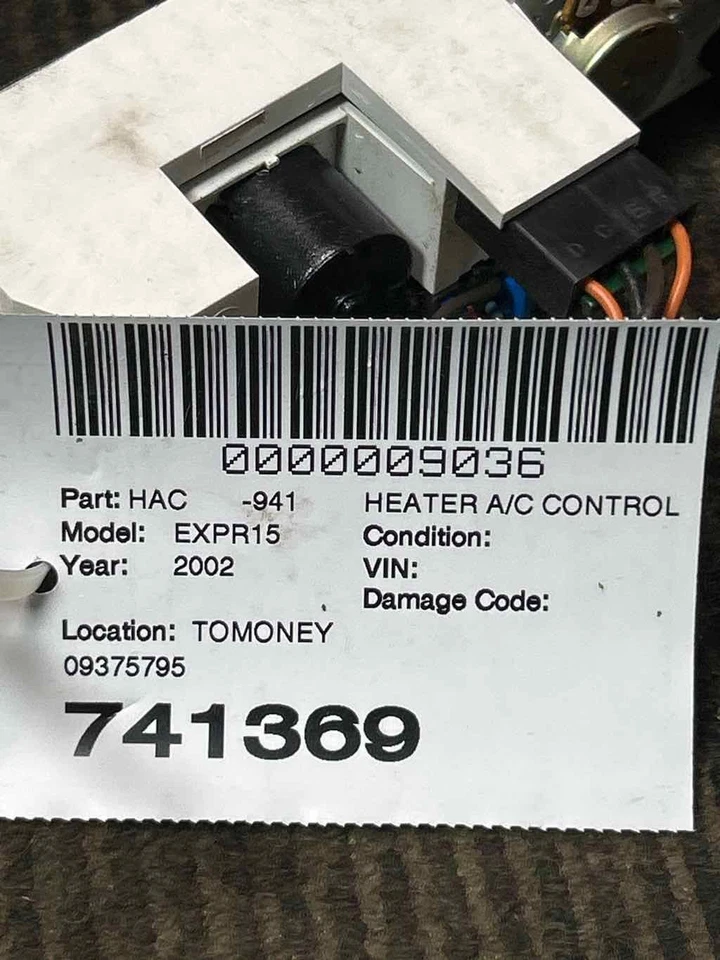 0000009036
Part: HAC -941 HEATER A/C CONTROL
Model: EXPR15 Condition:
Year: 2002 VIN:
Damage Code:
Location: TOMONEY
09375795
741369